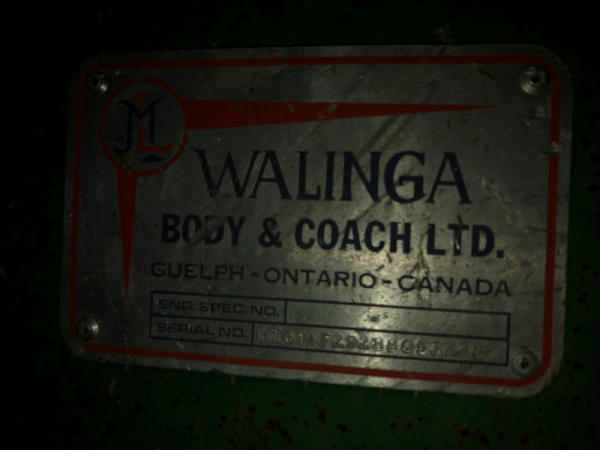 WALINGA
BODY & COACH LTD.
GUELPH - ONTARIO - CANADA
ENG. SPEC. NO.
SERIAL NO.